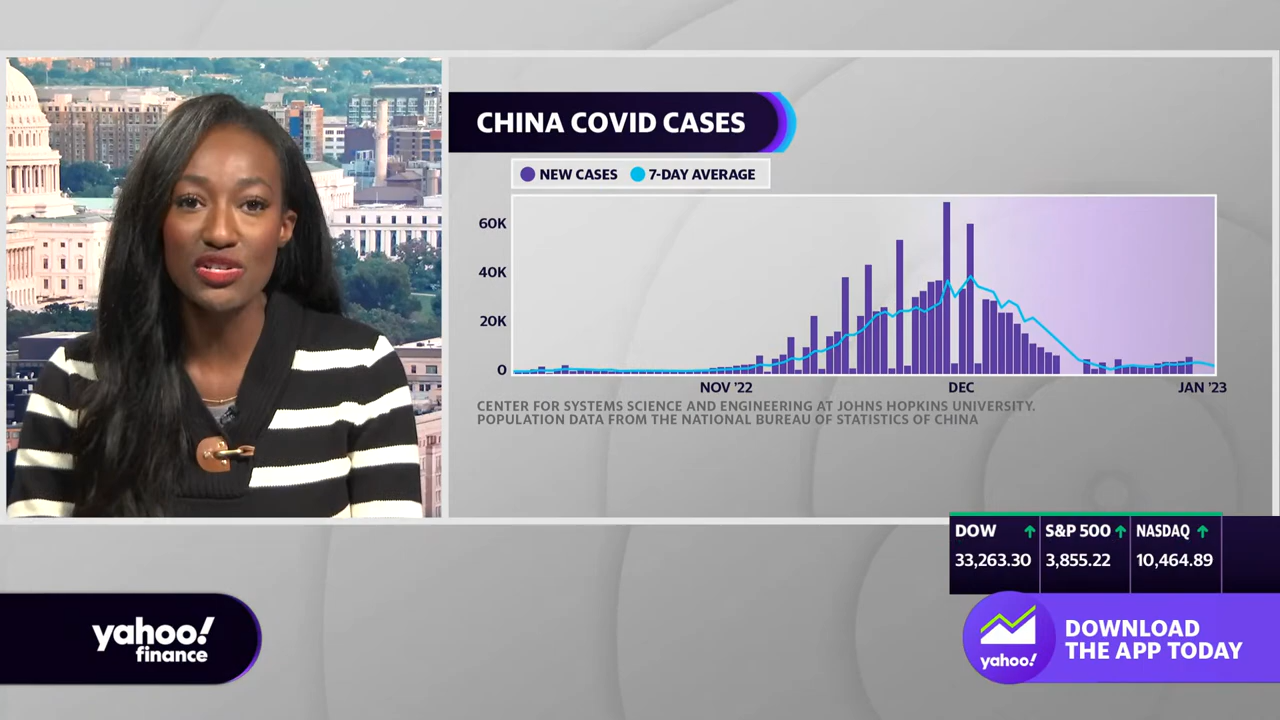 CHINA COVID CASES
NEW CASES
7-DAY AVERAGE
60K
40K
20K
0
NOV '22
DEC
JAN '23
CENTER FOR SYSTEMS SCIENCE AND ENGINEERING AT JOHNS HOPKINS UNIVERSITY.
POPULATION DATA FROM THE NATIONAL BUREAU OF STATISTICS OF CHINA
DOW
33,263.30
S&P 500
3,855.22
NASDAQ
10,464.89
yahoo!
finance
yahoo!
DOWNLOAD
THE APP TODAY